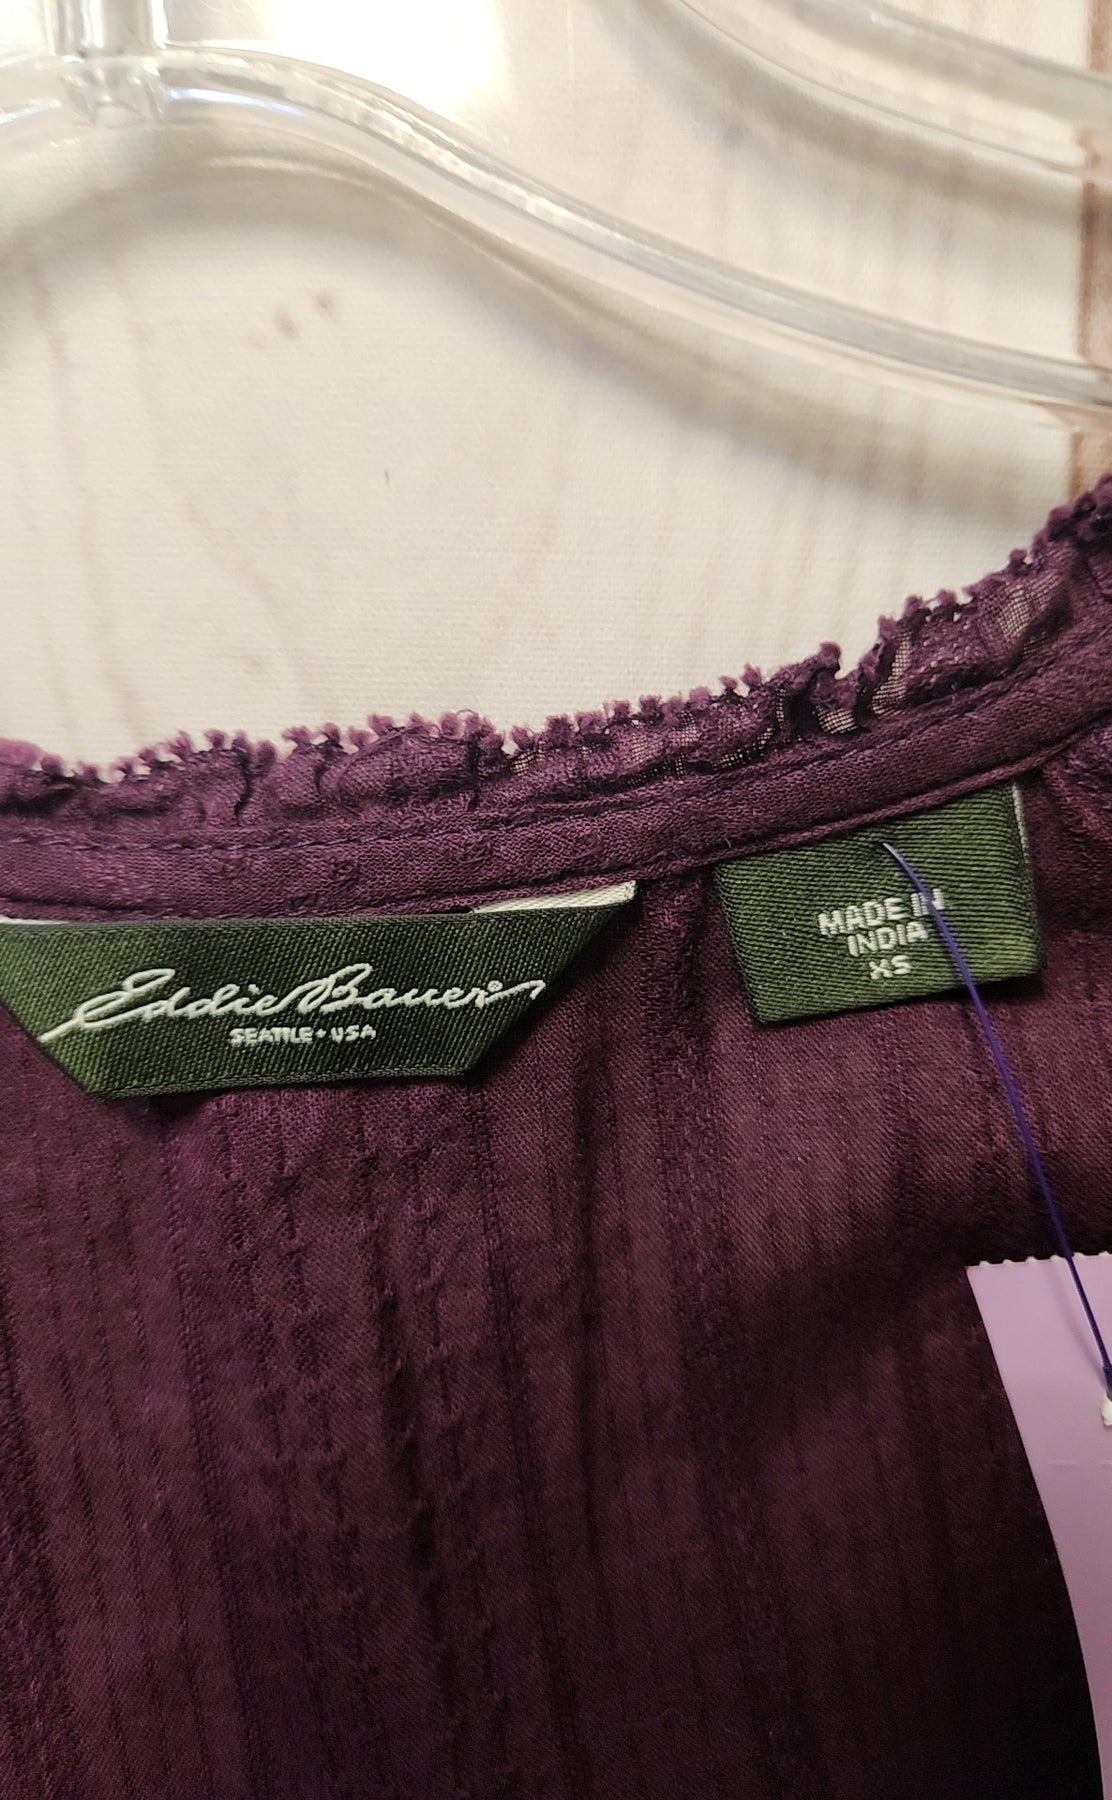 Eddie Bauer®
SEATTLE • USA
MADE IN
INDIA
XS